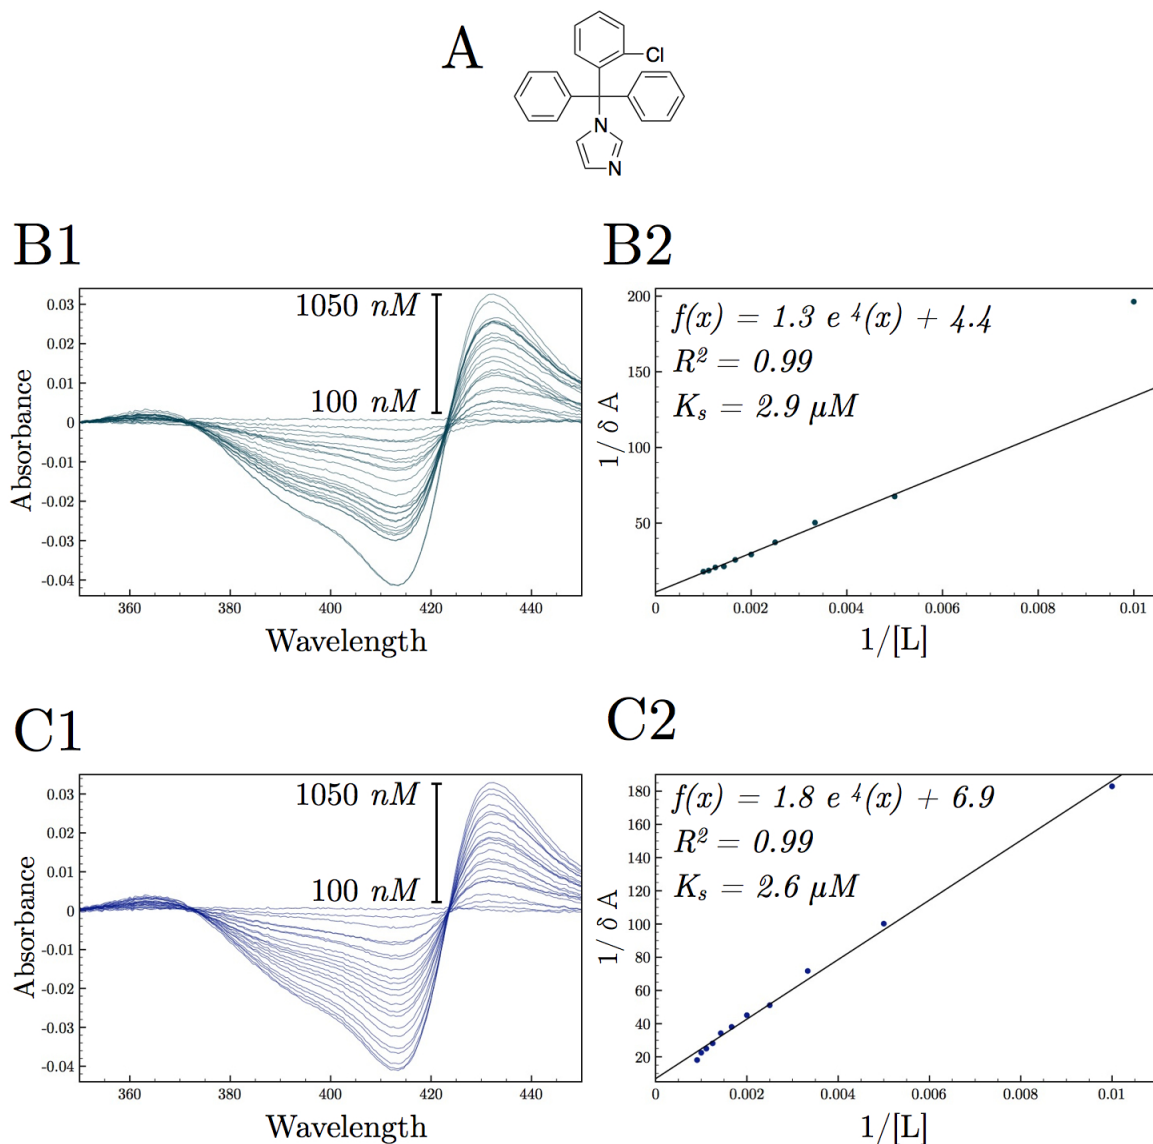 A
Cl
N
N
B1
1050 nM
100 nM
0.03
0.02
0.01
0
-0.01
-0.02
-0.03
-0.04
360 380 400 420 440
Absorbance
Wavelength
B2
f(x) = 1.3 e ⁴(x) + 4.4
R² = 0.99
Kₛ = 2.9 μM
200
150
100
50
0 0.002 0.004 0.006 0.008 0.01
1/ δ A
1/[L]
C1
1050 nM
100 nM
0.03
0.02
0.01
0
-0.01
-0.02
-0.03
-0.04
360 380 400 420 440
Absorbance
Wavelength
C2
f(x) = 1.8 e ⁴(x) + 6.9
R² = 0.99
Kₛ = 2.6 μM
180
160
140
120
100
80
60
40
20
0 0.002 0.004 0.006 0.008 0.01
1/ δ A
1/[L]